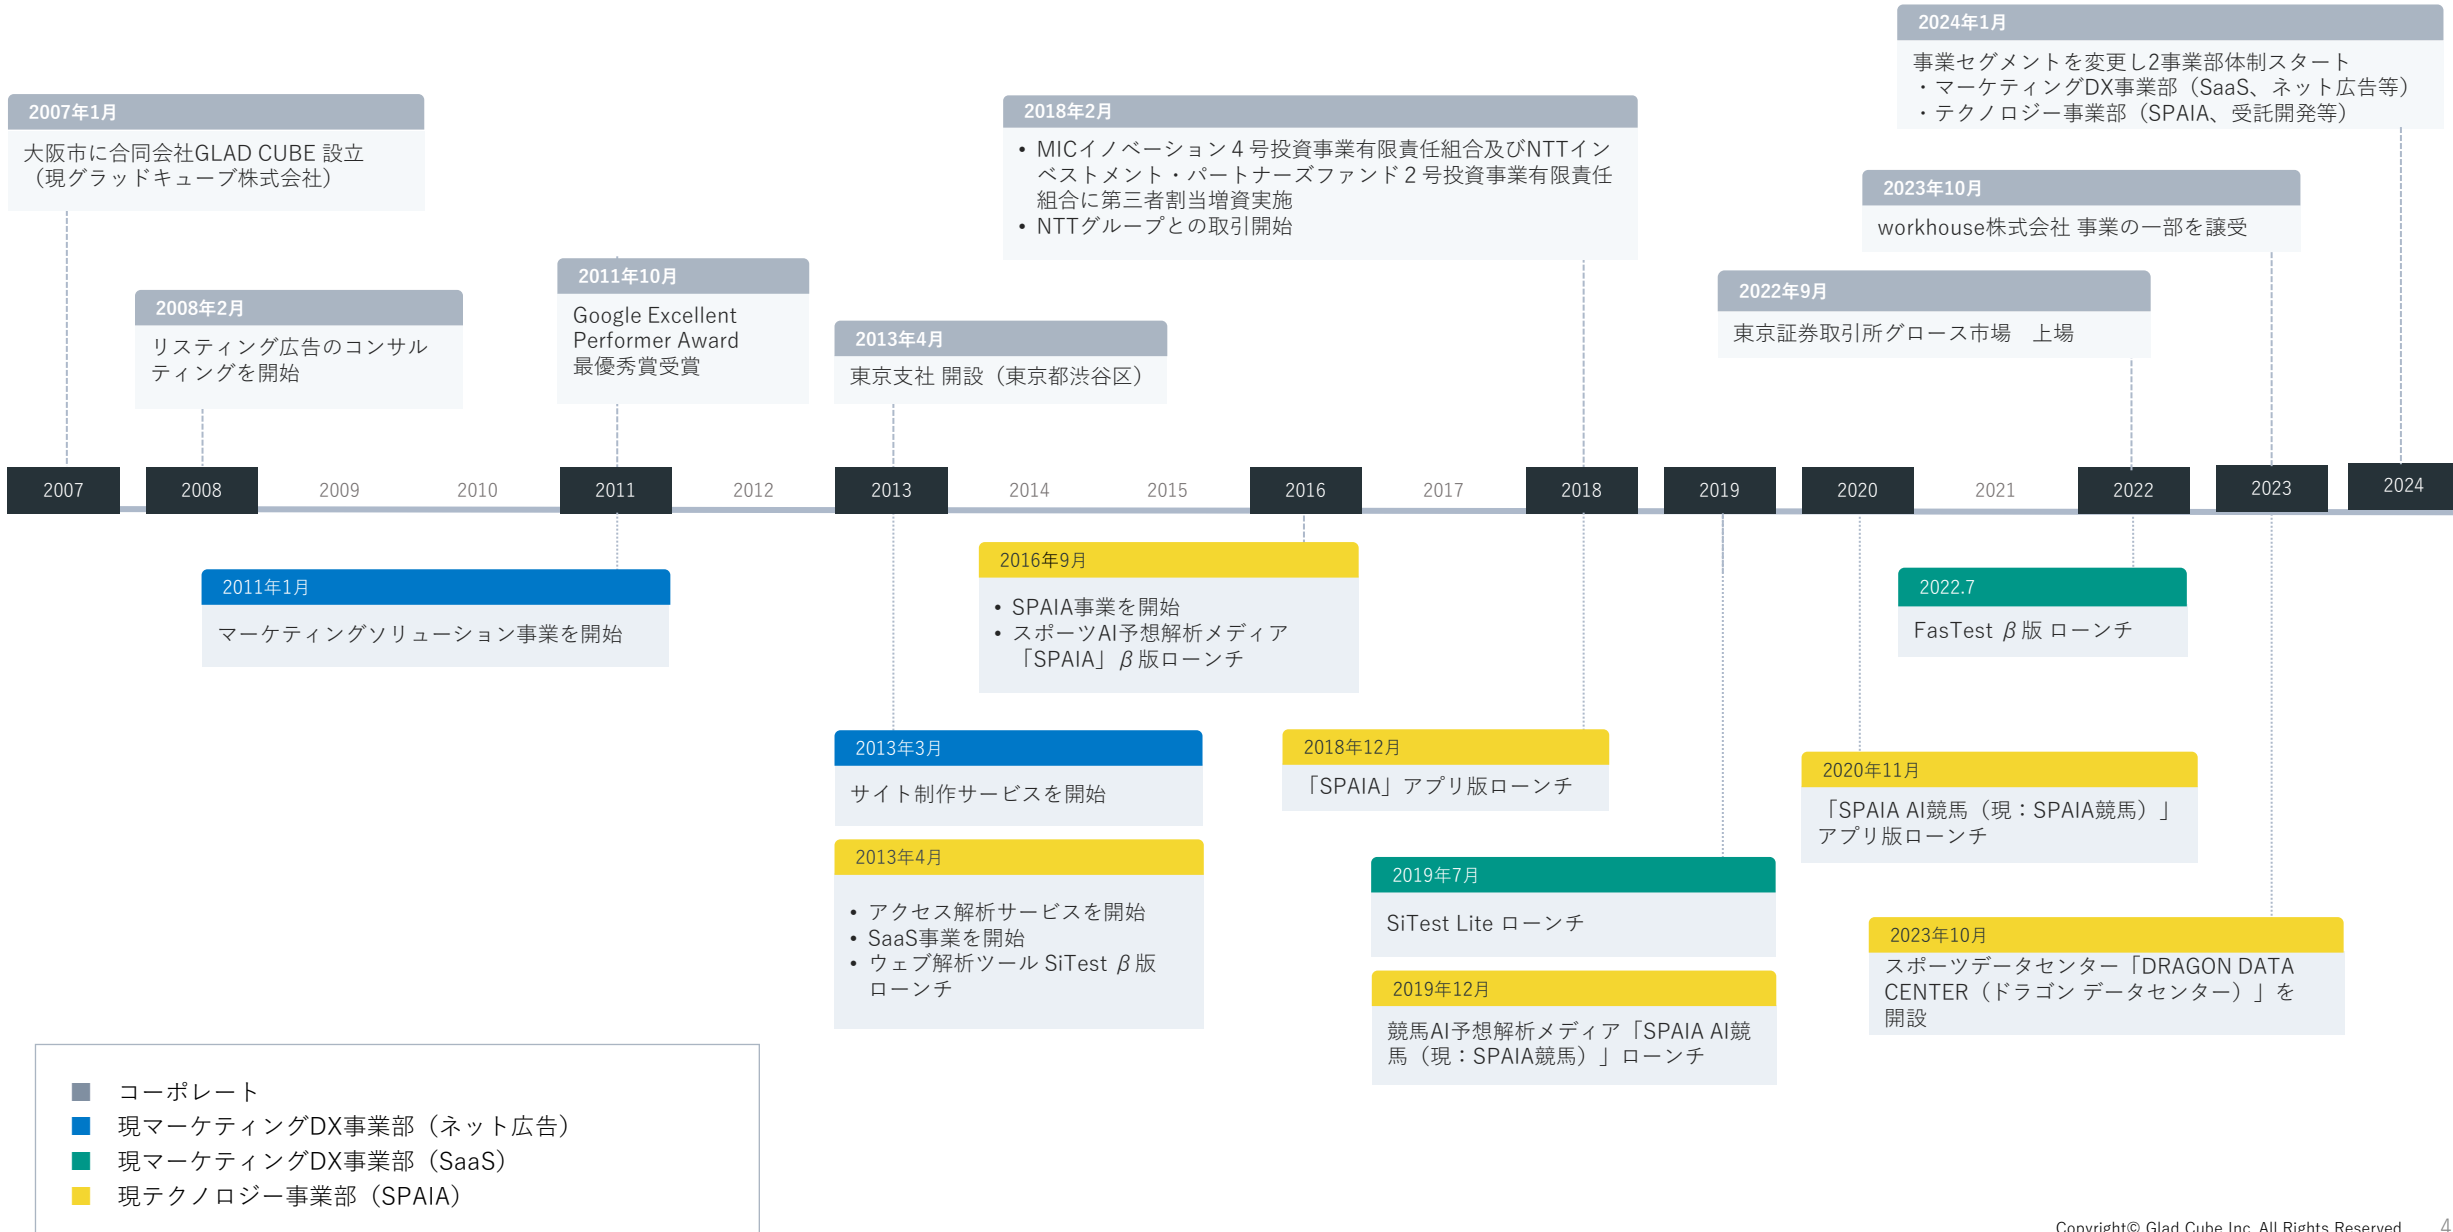 2024年1月
事業セグメントを変更し2事業部体制スタート
・マーケティングDX事業部（SaaS、ネット広告等）
・テクノロジー事業部（SPAIA、受託開発等）
2007年1月
大阪市に合同会社GLAD CUBE 設立
（現グラッドキューブ株式会社）
2018年2月
• MICイノベーション４号投資事業有限責任組合及びNTTイン
ベストメント・パートナーズファンド２号投資事業有限責任
組合に第三者割当増資実施
• NTTグループとの取引開始
2023年10月
workhouse株式会社 事業の一部を譲受
2011年10月
Google Excellent
Performer Award
最優秀賞受賞
2008年2月
リスティング広告のコンサル
ティングを開始
2013年4月
東京支社 開設（東京都渋谷区）
2022年9月
東京証券取引所グロース市場　上場
2007 2008 2009 2010 2011 2012 2013 2014 2015 2016 2017 2018 2019 2020 2021 2022 2023 2024
2011年1月
マーケティングソリューション事業を開始
2016年9月
• SPAIA事業を開始
• スポーツAI予想解析メディア
「SPAIA」β版ローンチ
2022.7
FasTest β版 ローンチ
2013年3月
サイト制作サービスを開始
2018年12月
「SPAIA」アプリ版ローンチ
2020年11月
「SPAIA AI競馬（現：SPAIA競馬）」
アプリ版ローンチ
2013年4月
• アクセス解析サービスを開始
• SaaS事業を開始
• ウェブ解析ツール SiTest β版
ローンチ
2019年7月
SiTest Lite ローンチ
2019年12月
競馬AI予想解析メディア「SPAIA AI競
馬（現：SPAIA競馬）」ローンチ
2023年10月
スポーツデータセンター「DRAGON DATA
CENTER（ドラゴン データセンター）」を
開設
コーポレート
現マーケティングDX事業部（ネット広告）
現マーケティングDX事業部（SaaS）
現テクノロジー事業部（SPAIA）
Copyright© Glad Cube Inc. All Rights Reserved 4